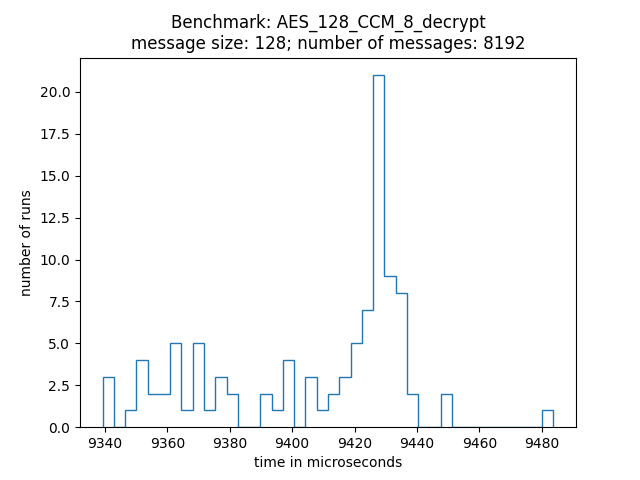 Benchmark: AES_128_CCM_8_decrypt
message size: 128; number of messages: 8192
number of runs
20.0
17.5
15.0
12.5
10.0
7.5
5.0
2.5
0.0
9340 9360 9380 9400 9420 9440 9460 9480
time in microseconds